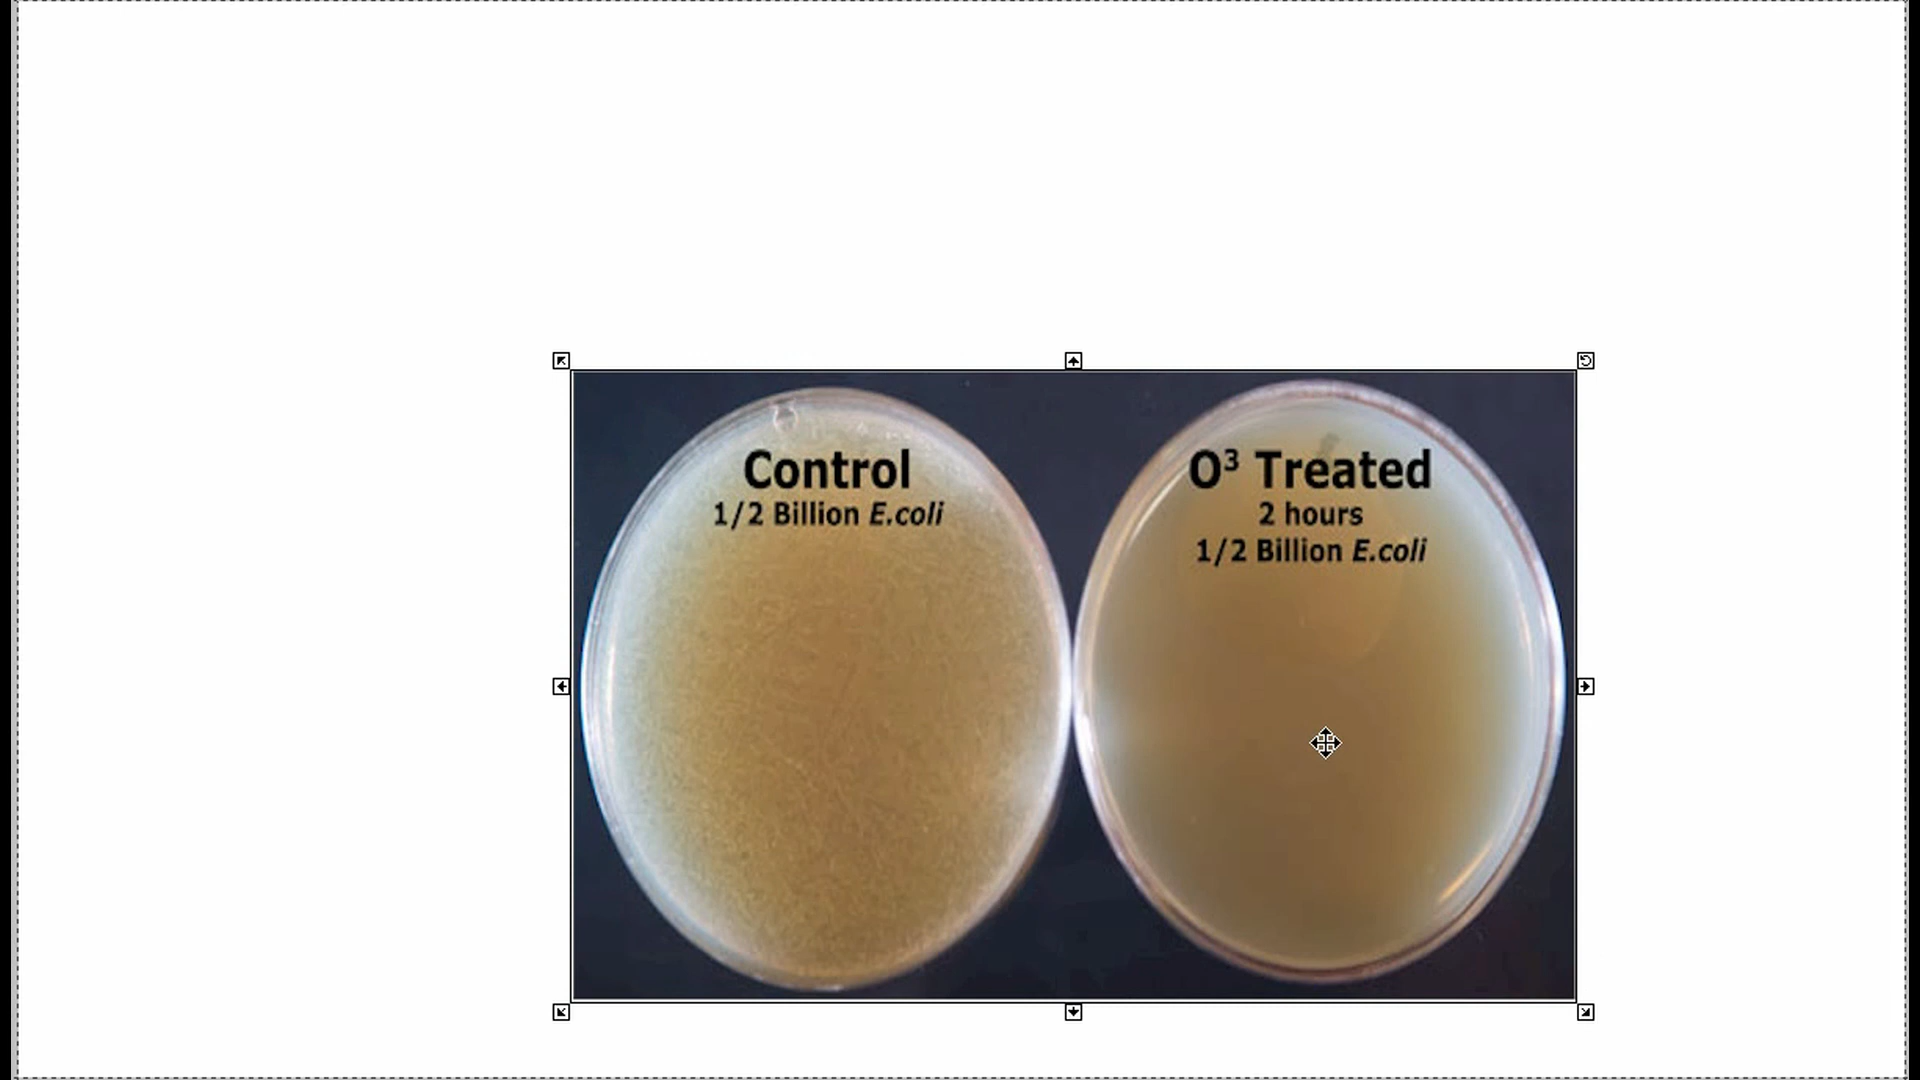 Control
1/2 Billion E.coli
O³ Treated
2 hours
1/2 Billion E.coli